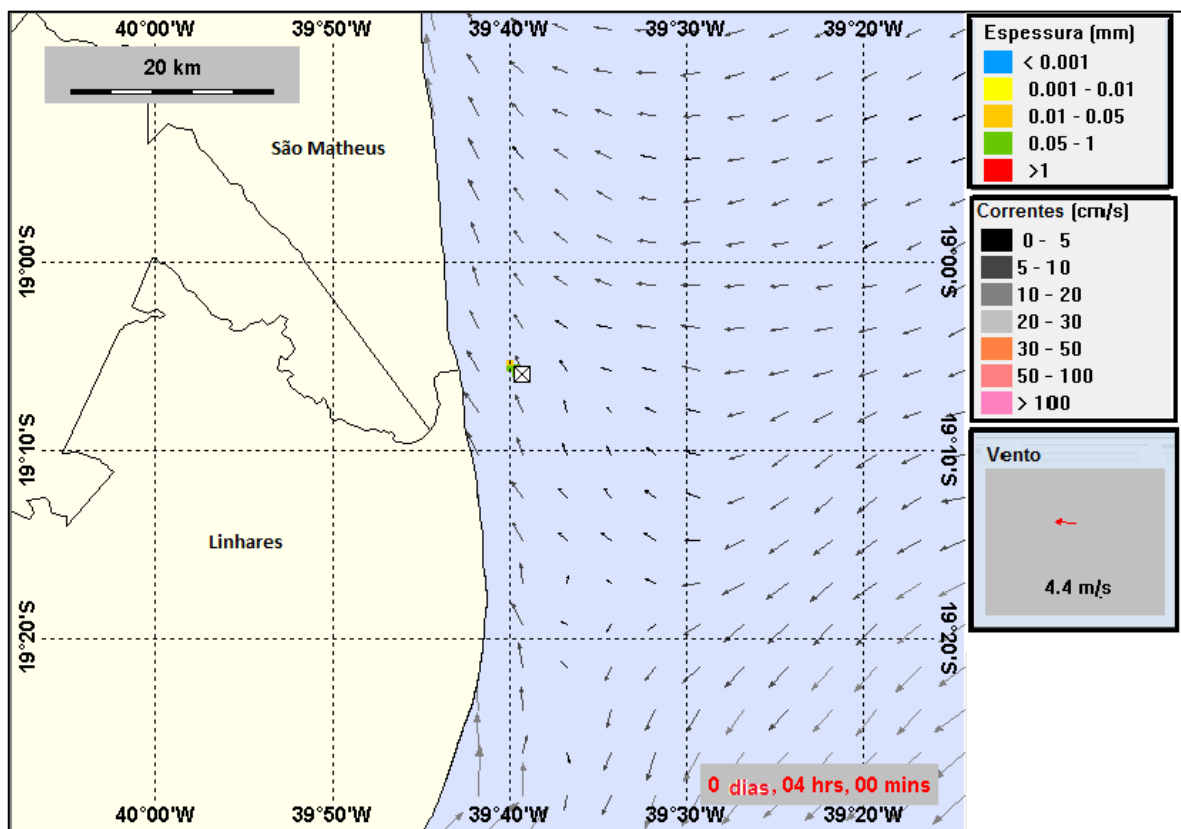 40°00'W
39°50'W
39°40'W
39°30'W
39°20'W
20 km
São Matheus
19°00'S
19°00'S
19°10'S
19°10'S
Linhares
19°20'S
19°20'S
0 dias, 04 hrs, 00 mins
40°00'W
39°50'W
39°40'W
39°30'W
39°20'W
Espessura (mm)
< 0.001
0.001 - 0.01
0.01 - 0.05
0.05 - 1
>1
Correntes (cm/s)
0 - 5
5 - 10
10 - 20
20 - 30
30 - 50
50 - 100
> 100
Vento
4.4 m/s